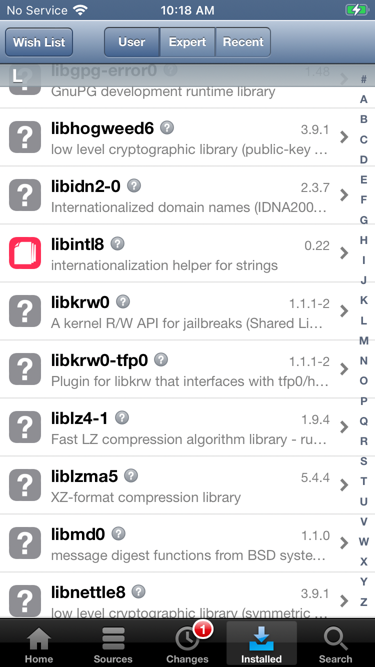 No Service
10:18 AM
Wish List
User
Expert
Recent
L
libgpg-error0
1.48
GnuPG development runtime library
libhogweed6
3.9.1
low level cryptographic library (public-key ...
libidn2-0
2.3.7
Internationalized domain names (IDNA200...
libintl8
0.22
internationalization helper for strings
libkrw0
1.1.1-2
A kernel R/W API for jailbreaks (Shared Li...
libkrw0-tfp0
1.1.1-2
Plugin for libkrw that interfaces with tfp0/h...
liblz4-1
1.9.4
Fast LZ compression algorithm library - ru...
liblzma5
5.4.4
XZ-format compression library
libmd0
1.1.0
message digest functions from BSD syste...
libnettle8
3.9.1
low level cryptographic library (symmetric ...
#
A
B
C
D
E
F
G
H
I
J
K
L
M
N
O
P
Q
R
S
T
U
V
W
X
Y
Z
Home
Sources
1
Changes
Installed
Search